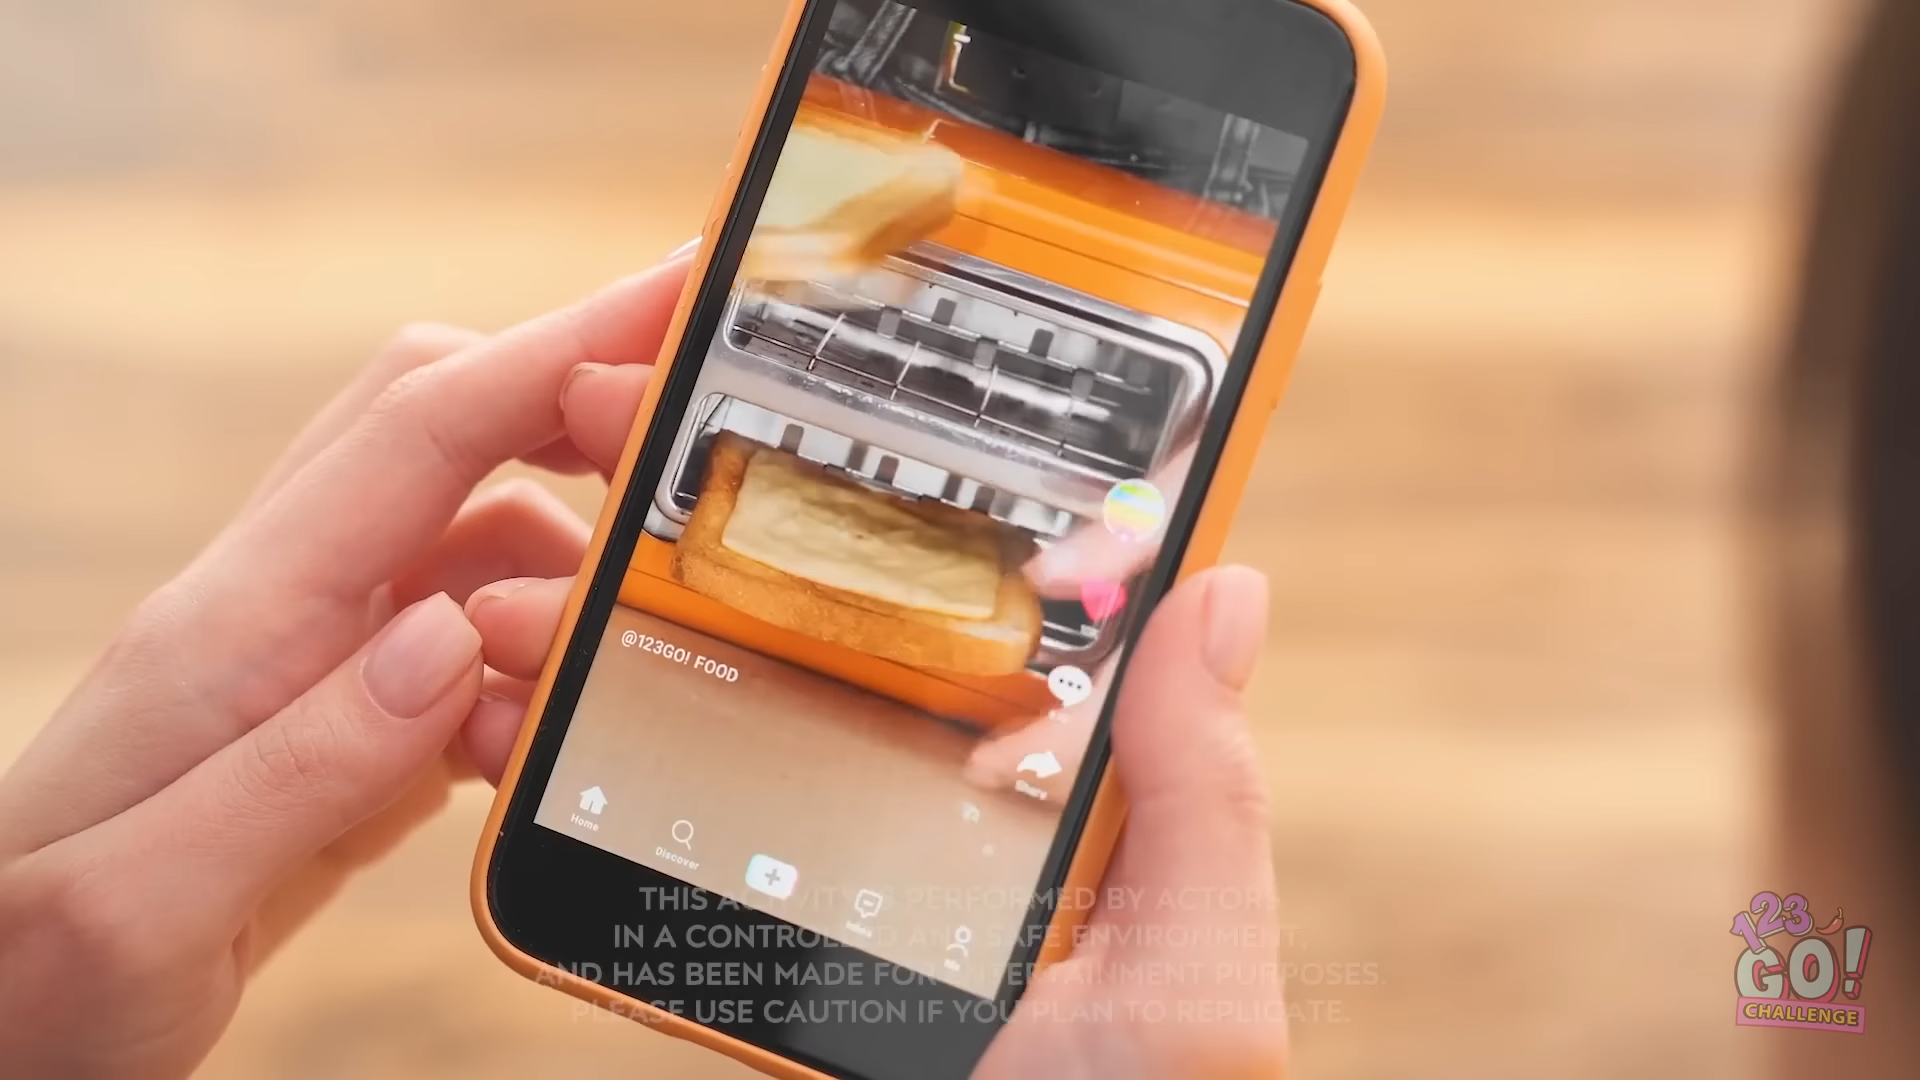 @123GO! FOOD
Share
Home
Discover
THIS ACTIVITY IS PERFORMED BY ACTORS
IN A CONTROLLED AND SAFE ENVIRONMENT,
AND HAS BEEN MADE FOR ENTERTAINMENT PURPOSES.
PLEASE USE CAUTION IF YOU PLAN TO REPLICATE.
123
GO!
CHALLENGE